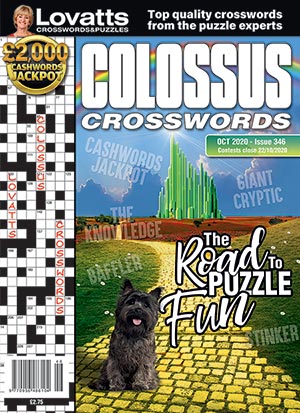 Lovatts
CROSSWORDS&PUZZLES
Top quality crosswords
from the puzzle experts
£2,000
CASHWORDS
JACKPOT
COLOSSUS
CROSSWORDS
OCT 2020 - Issue 346
Contests close 22/10/2020
CASHWORDS
JACKPOT
GIANT
CRYPTIC
THE
KNOWLEDGE
BAFFLER
STINKER
The
Road To
PUZZLE
Fun
COLOSSUS
LOVATTS
CROSSWORDS
£2.75